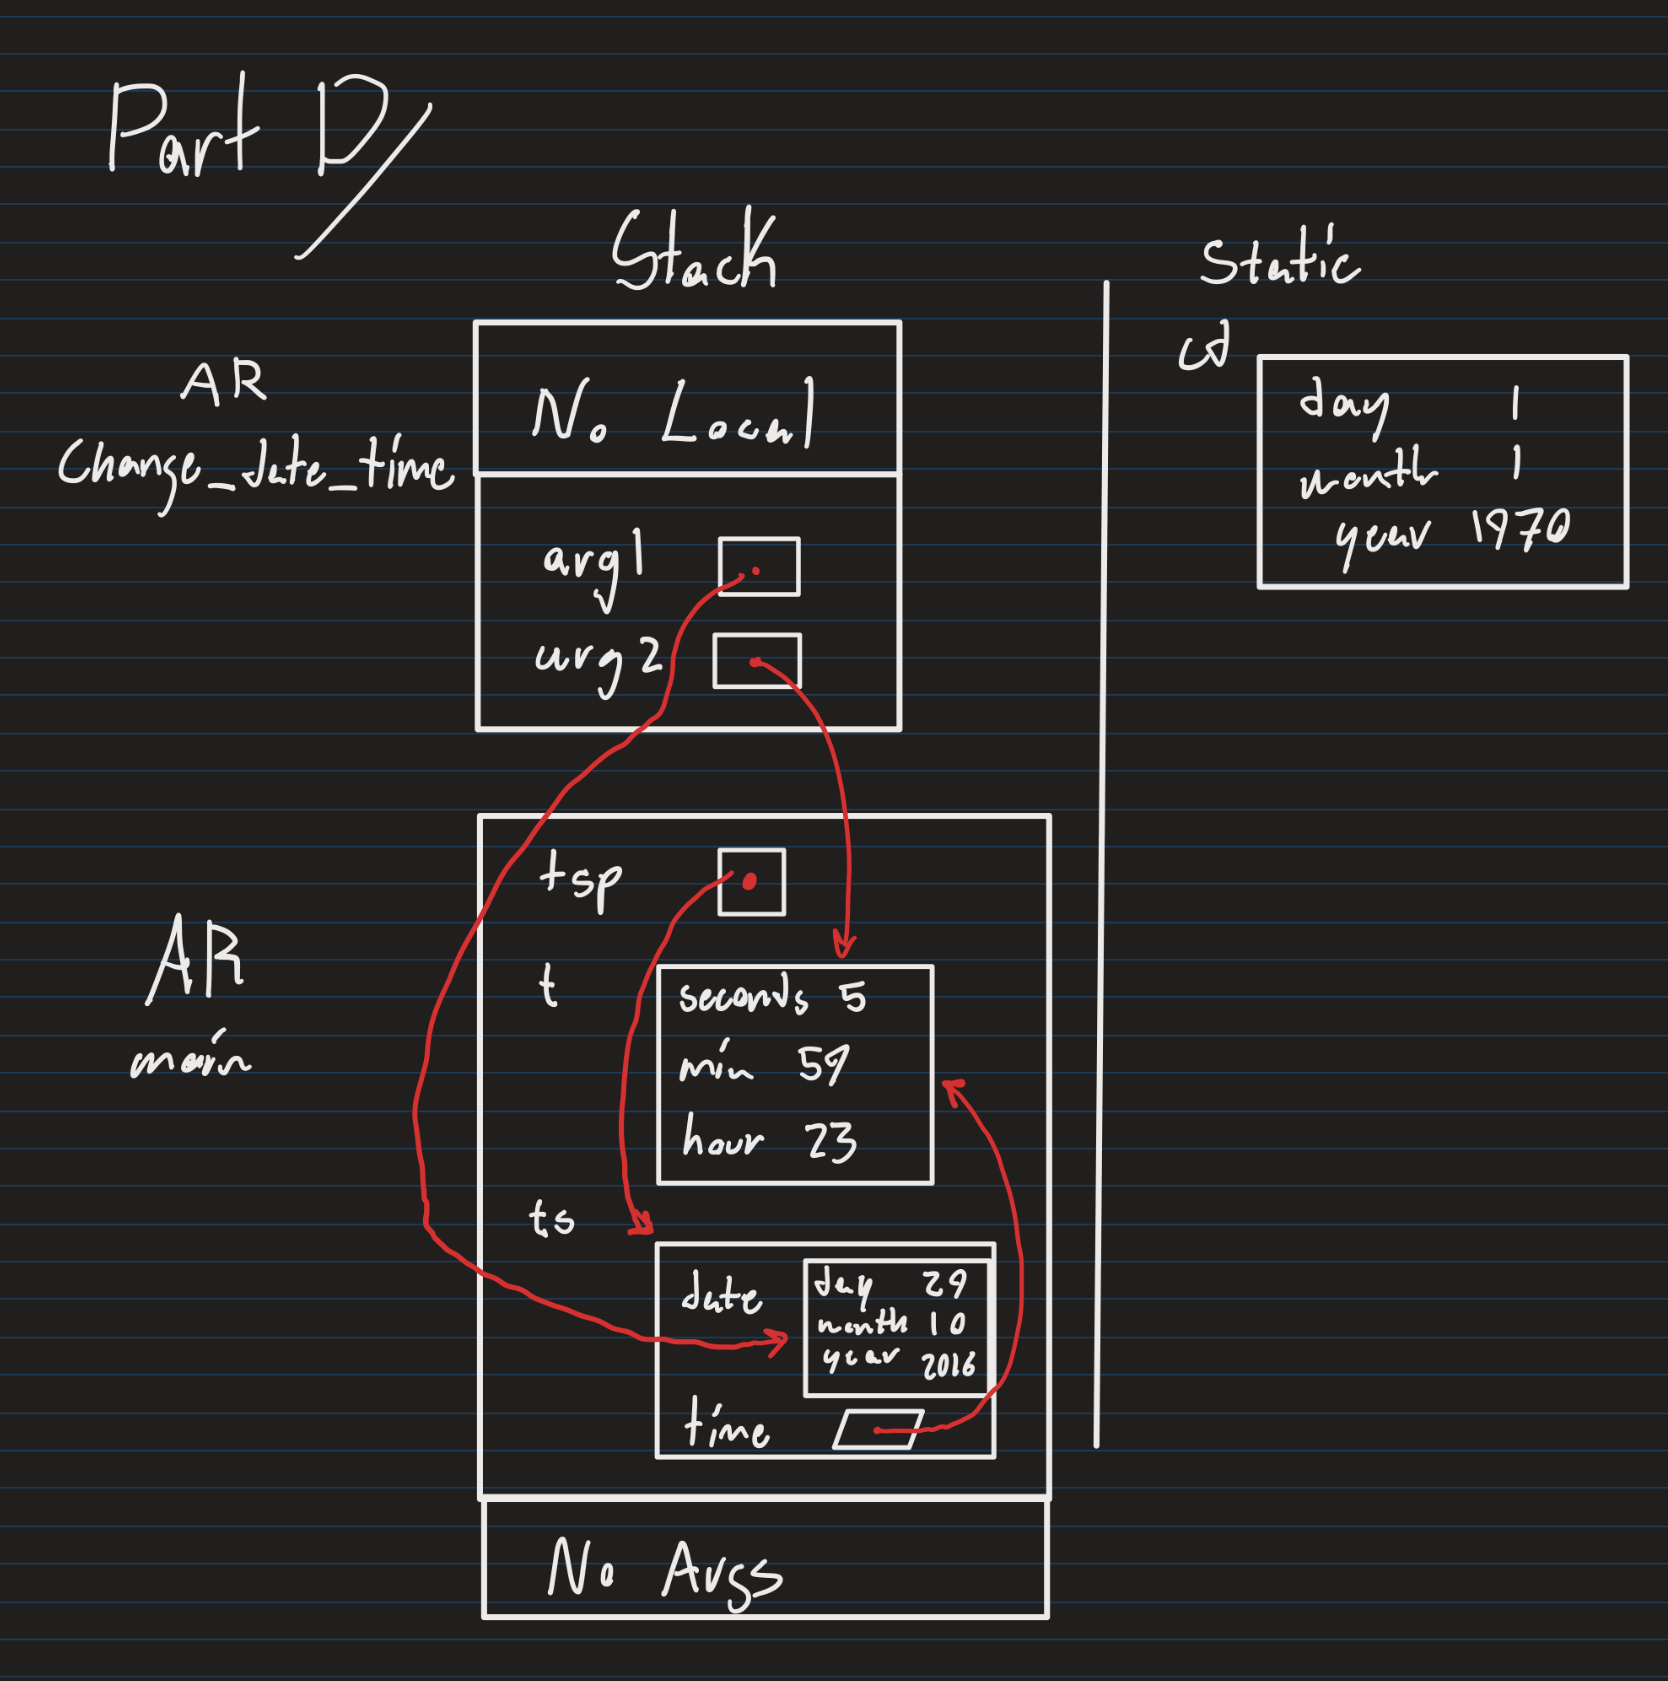 Part D
Stack
Static
AR
Change_date_time
No Local
arg1
arg2
cd
day 1
month 1
year 1970
AR
main
tsp
t
seconds 5
min 59
hour 23
ts
date
day 29
month 10
year 2016
time
No Args